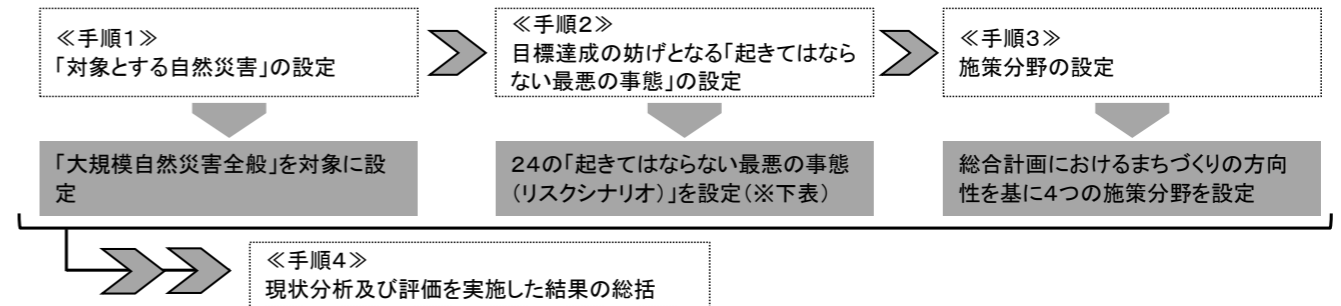 ≪手順1≫
「対象とする自然災害」の設定
≪手順2≫
目標達成の妨げとなる「起きてはなら
ない最悪の事態」の設定
≪手順3≫
施策分野の設定
「大規模自然災害全般」を対象に設
定
24の「起きてはならない最悪の事態
(リスクシナリオ)」を設定(※下表)
総合計画におけるまちづくりの方向
性を基に4つの施策分野を設定
≪手順4≫
現状分析及び評価を実施した結果の総括